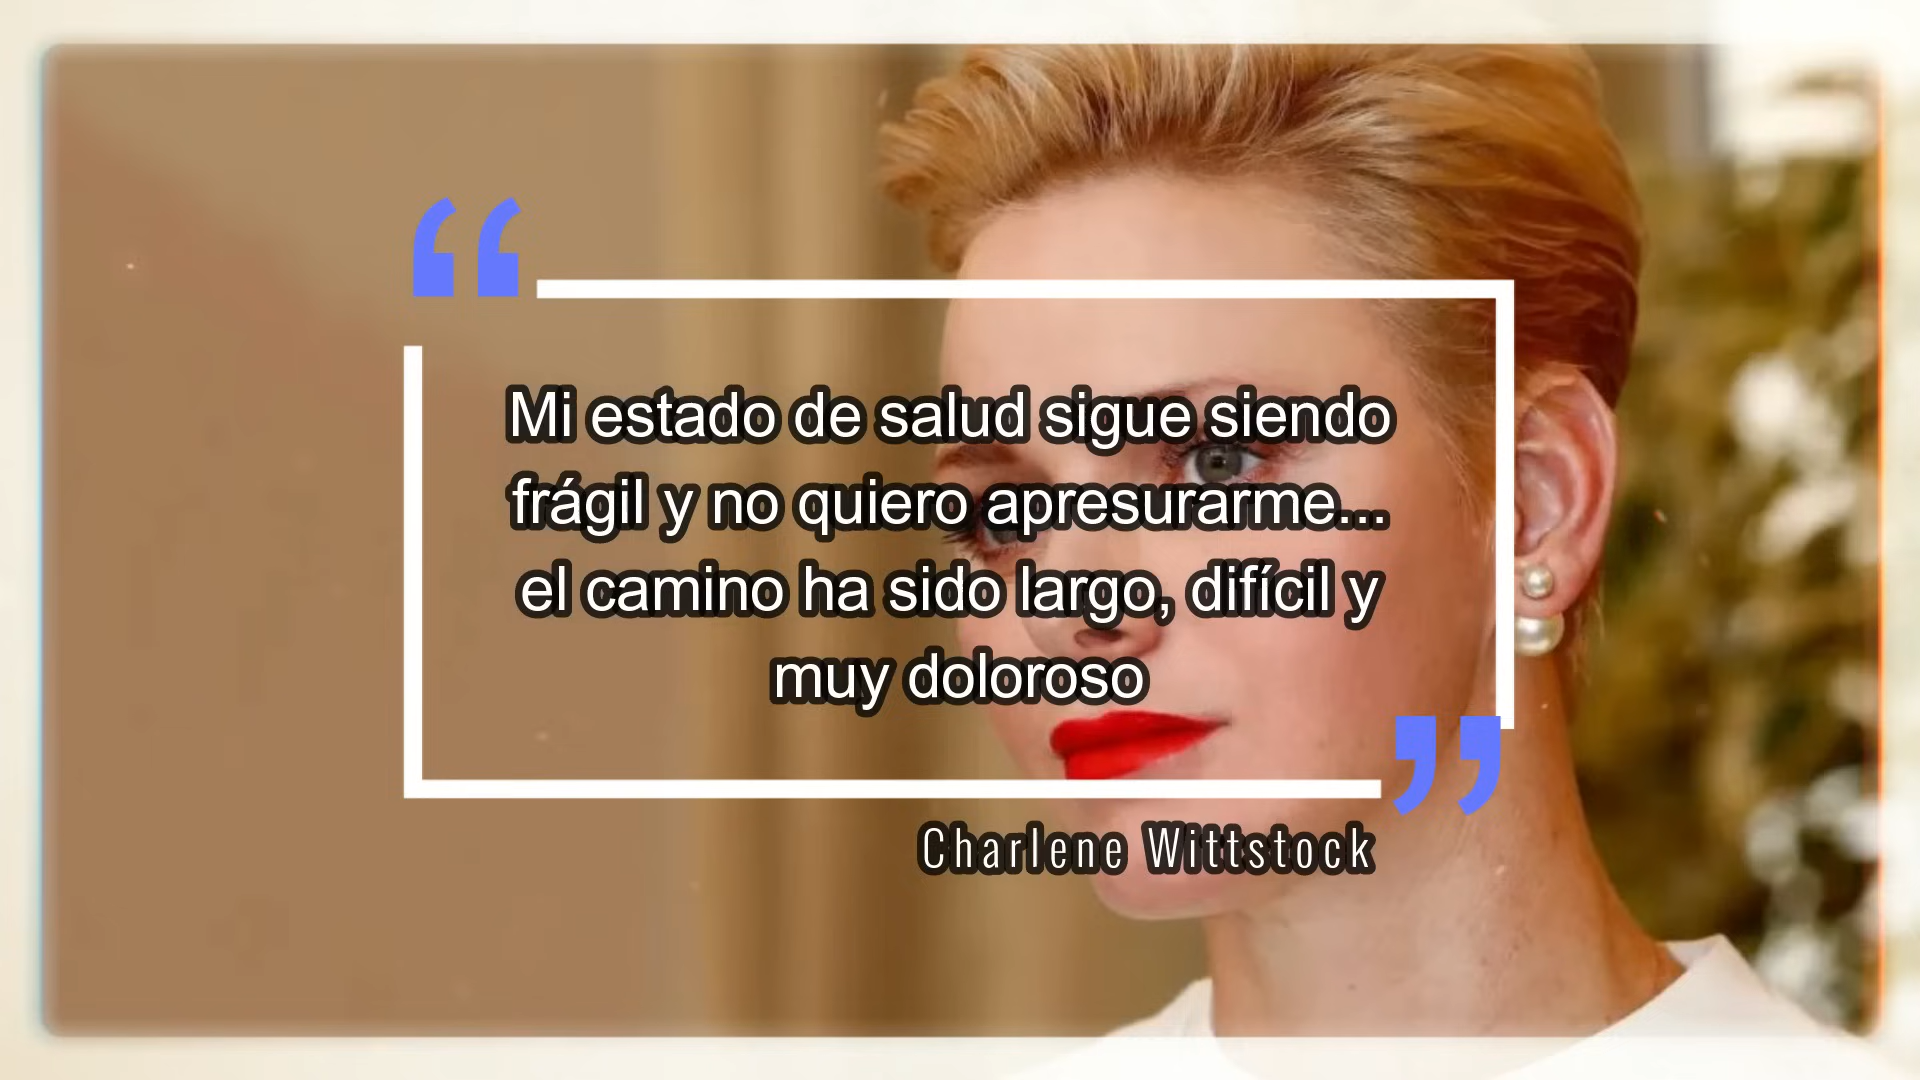 Mi estado de salud sigue siendo
frágil y no quiero apresurarme...
el camino ha sido largo, difícil y
muy doloroso
Charlene Wittstock